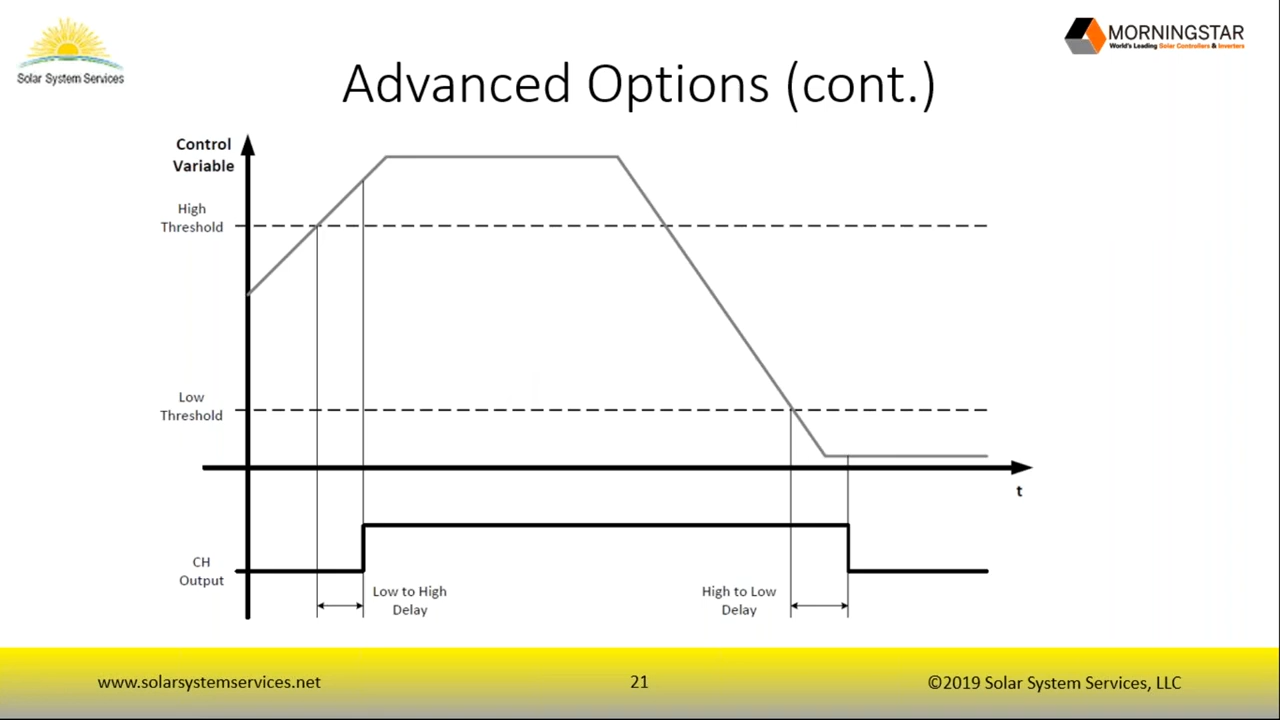 Solar System Services
MORNINGSTAR
World's Leading Solar Controllers & Inverters
Advanced Options (cont.)
Control
Variable
High
Threshold
Low
Threshold
t
CH
Output
Low to High
Delay
High to Low
Delay
www.solarsystemservices.net
21
©2019 Solar System Services, LLC